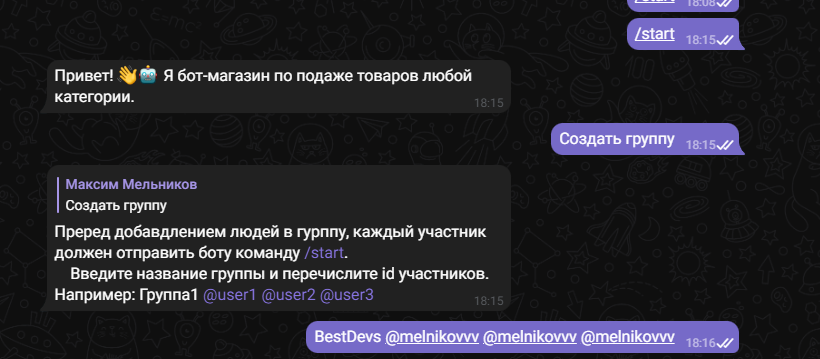 /start 18:08
/start 18:15
Привет! 👋🤖 Я бот-магазин по подаже товаров любой
категории. 18:15
Создать группу 18:15
Максим Мельников
Создать группу
Преред добавдлением людей в гурппу, каждый участник
должен отправить боту команду /start.
Введите название группы и перечислите id участников.
Например: Группа1 @user1 @user2 @user3 18:15
BestDevs @melnikovvv @melnikovvv @melnikovvv 18:16